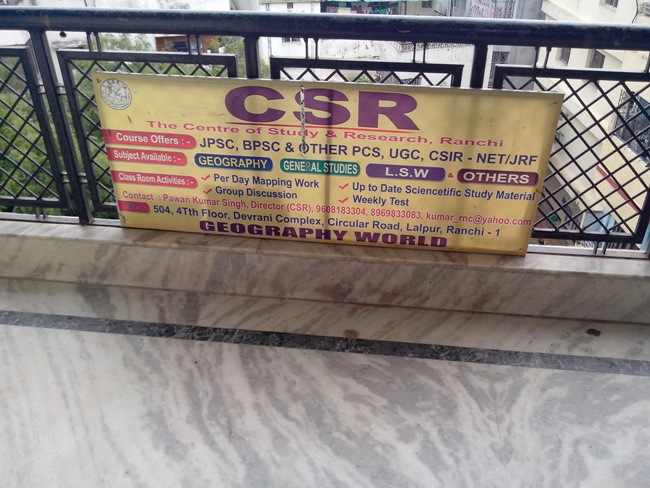 CSR
The Centre of Study & Research, Ranchi
Course Offers : - JPSC, BPSC & OTHER PCS, UGC, CSIR - NET/JRF
Subject Available : - GEOGRAPHY GENERAL STUDIES L.S.W & OTHERS
Class Room Activities : - ✓ Per Day Mapping Work ✓ Up to Date Sciencetific Study Material
✓ Group Discussion ✓ Weekly Test
Contact : Pawan Kumar Singh, Director (CSR), 9608183304, 8969833083, kumar_rnc@yahoo.com
504, 4Th Floor, Devrani Complex, Circular Road, Lalpur, Ranchi - 1
GEOGRAPHY WORLD